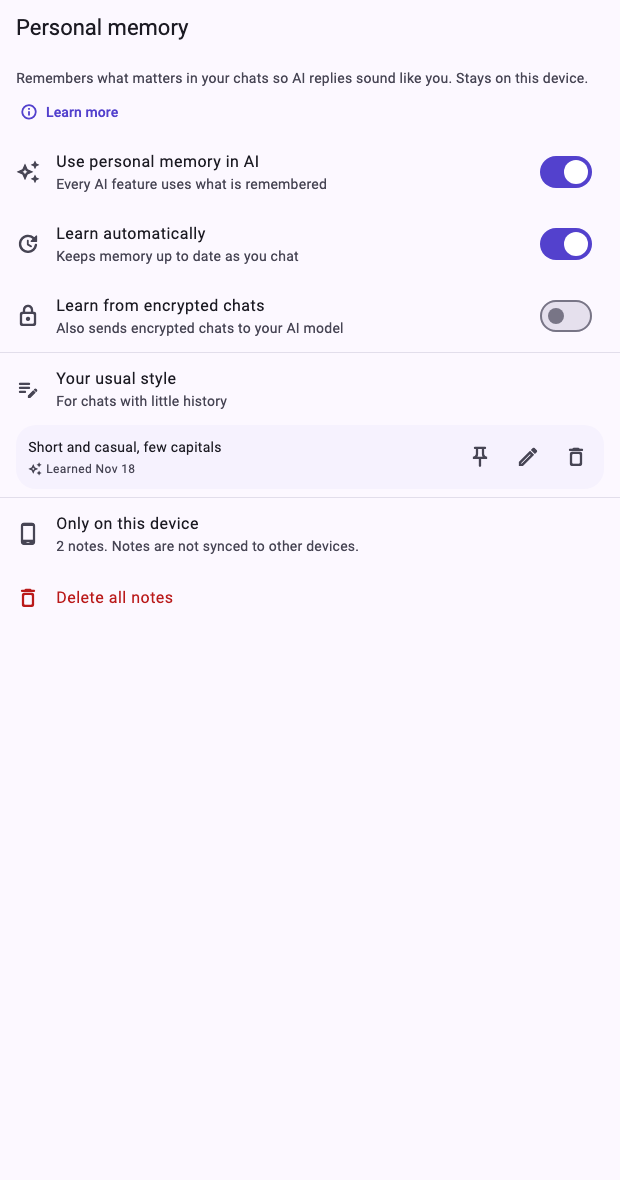 Personal memory
Remembers what matters in your chats so AI replies sound like you. Stays on this device.
Learn more
Use personal memory in AI
Every AI feature uses what is remembered
Learn automatically
Keeps memory up to date as you chat
Learn from encrypted chats
Also sends encrypted chats to your AI model
Your usual style
For chats with little history
Short and casual, few capitals
Learned Nov 18
Only on this device
2 notes. Notes are not synced to other devices.
Delete all notes